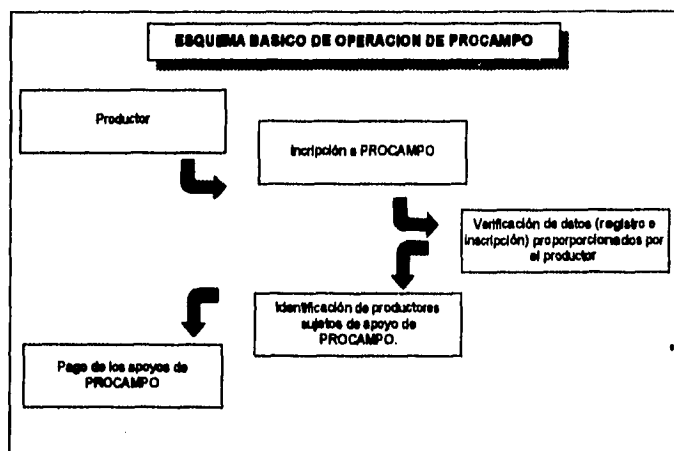 ESQUEMA BASICO DE OPERACION DE PROCAMPO
Productor
Incripción a PROCAMPO
Verificación de datos (registro e
inscripción) proporporcionados por
el productor
Identificación de productores
sujetos de apoyo de
PROCAMPO.
Pago de los apoyos de
PROCAMPO